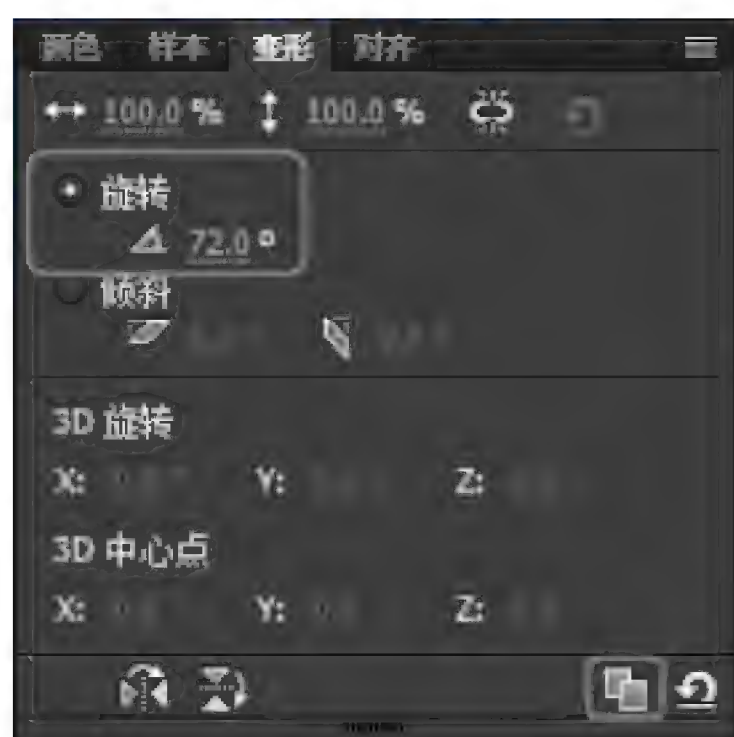 颜色 样本 变形 对齐
100.0 % 100.0 %
旋转
72.0 °
倾斜
3D 旋转
X: Y: Z:
3D 中心点
X: Y: Z: